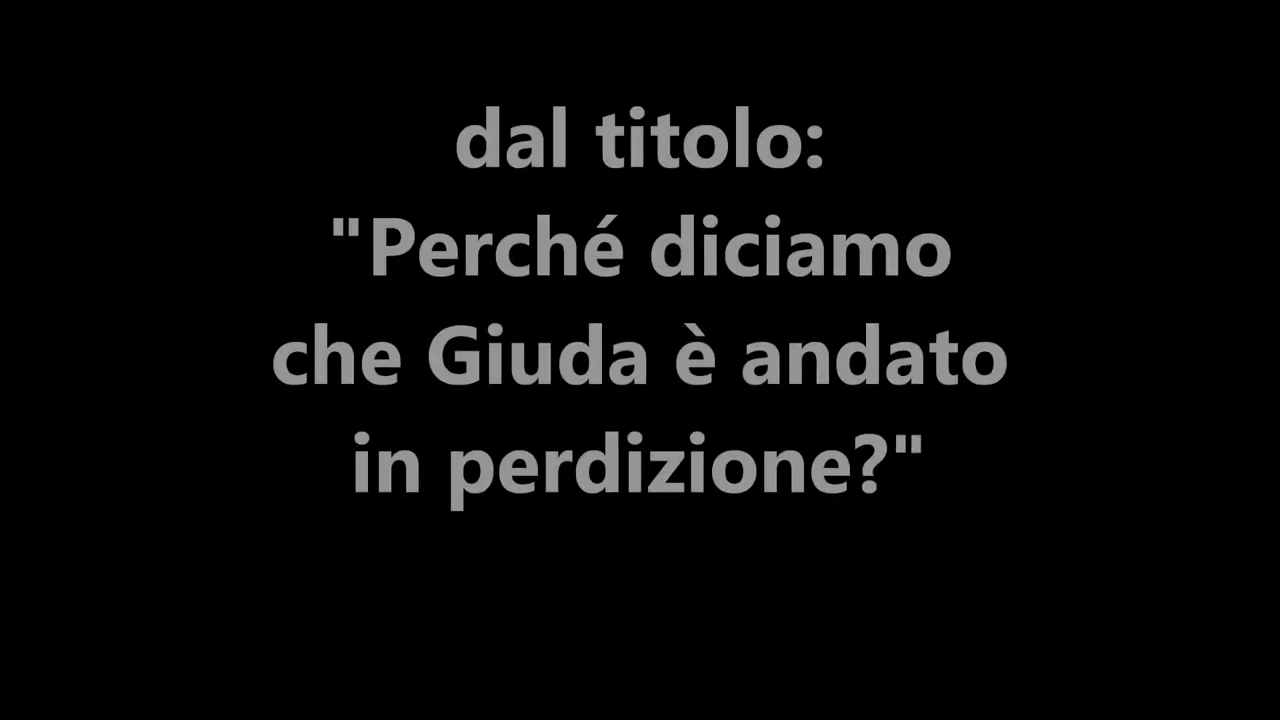 dal titolo:
"Perché diciamo
che Giuda è andato
in perdizione?"